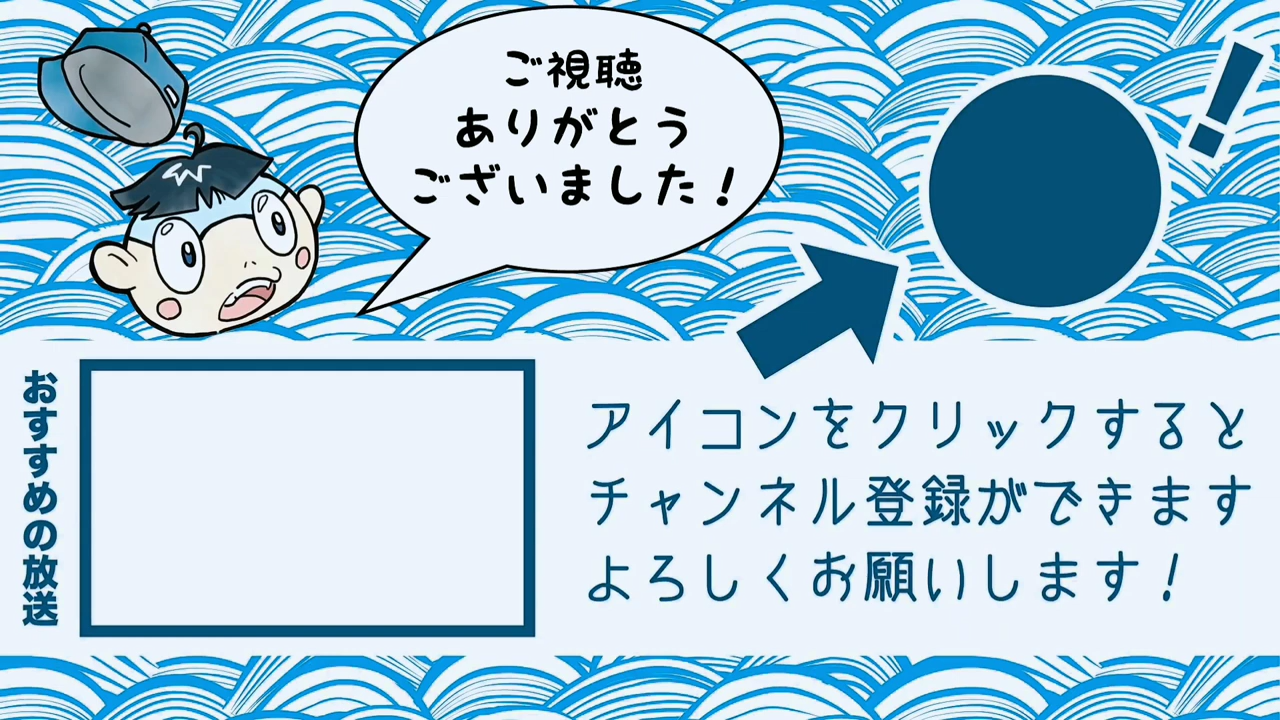 ご視聴
ありがとう
ございました!
おすすめの放送
アイコンをクリックすると
チャンネル登録ができます
よろしくお願いします!